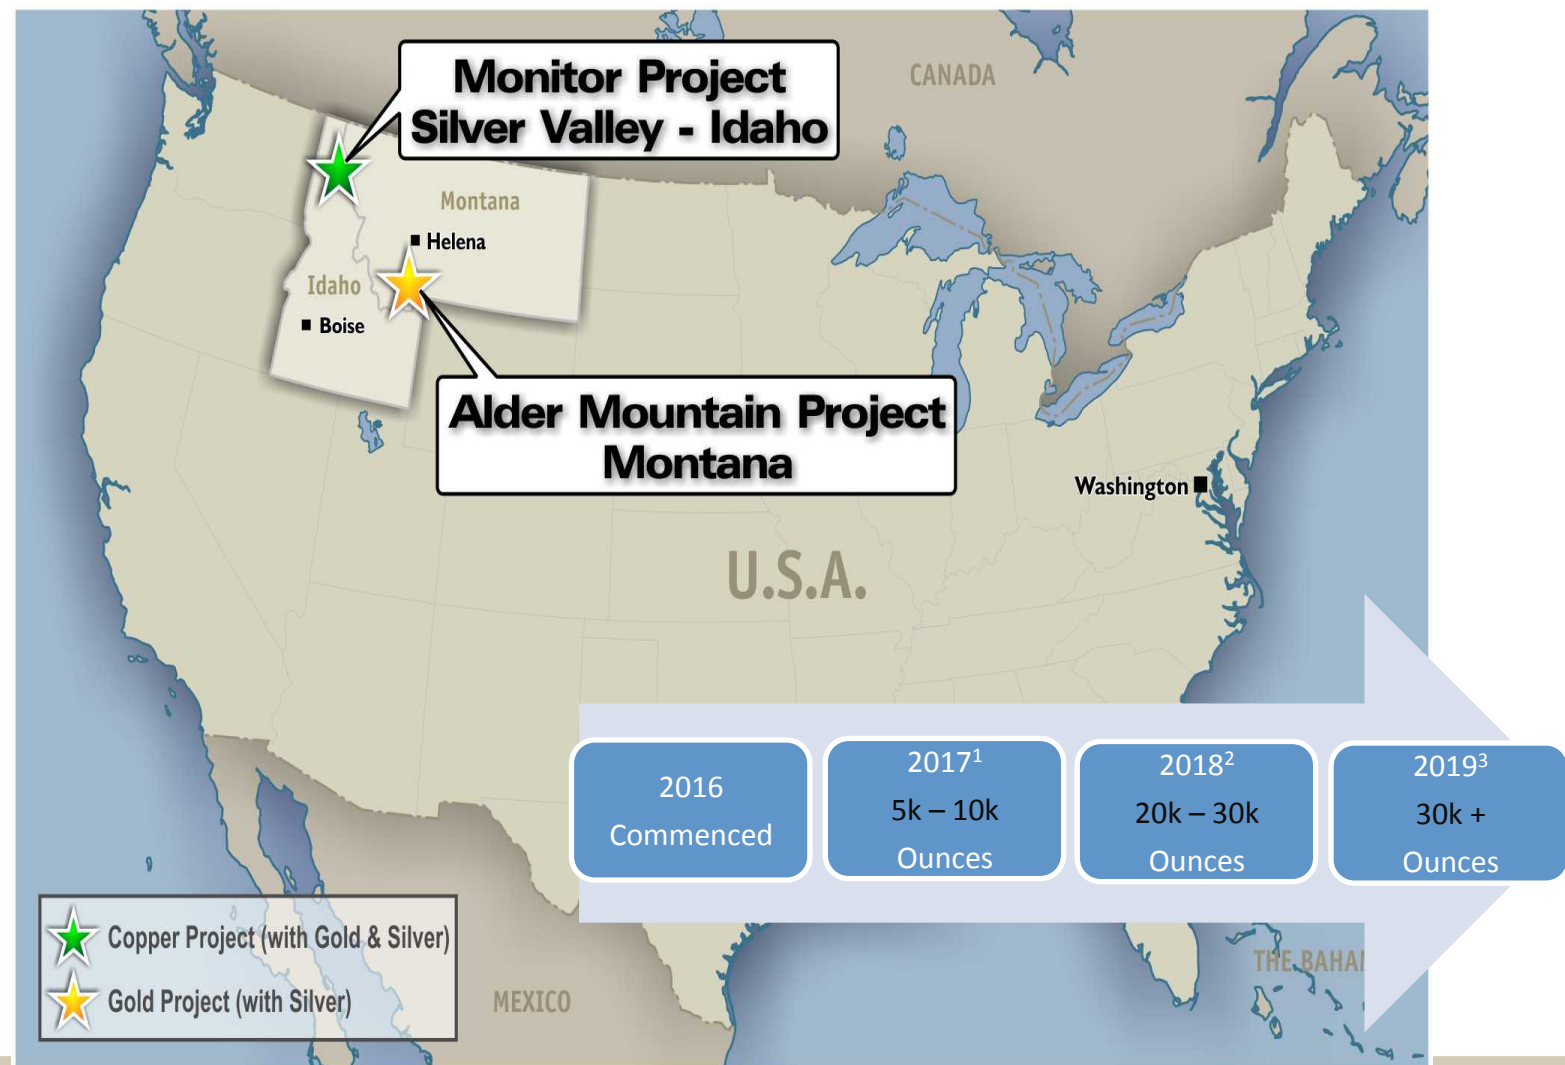 CANADA
Monitor Project
Silver Valley - Idaho
Montana
Helena
Idaho
Boise
Alder Mountain Project
Montana
Washington
U.S.A.
2016
Commenced
2017¹
5k – 10k
Ounces
2018²
20k – 30k
Ounces
2019³
30k +
Ounces
Copper Project (with Gold & Silver)
Gold Project (with Silver)
MEXICO
THE BAHA